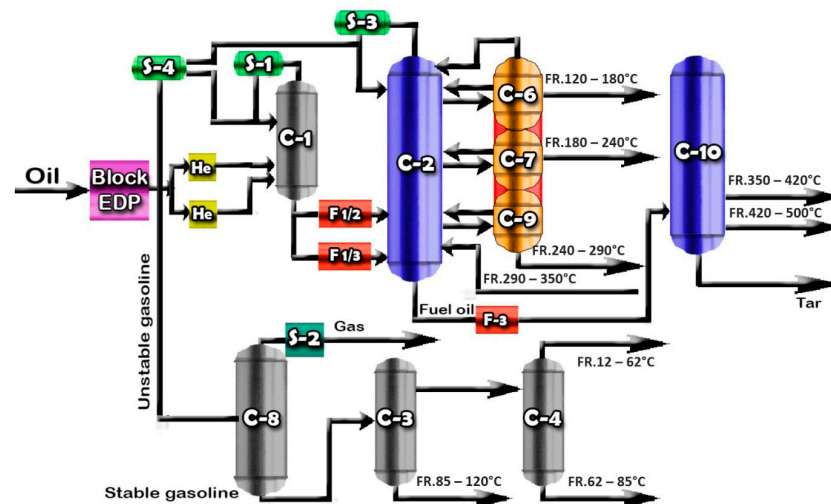 S-3
S-4
S-1
C-6
FR.120 – 180°C
C-1
C-2
C-7
FR.180 – 240°C
C-10
Oil
Block
EDP
He
He
FR.350 – 420°C
F 1/2
C-9
FR.420 – 500°C
F 1/3
FR.240 – 290°C
FR.290 – 350°C
Fuel oil
F-3
Tar
Unstable gasoline
S-2
Gas
FR.12 – 62°C
C-8
C-3
C-4
Stable gasoline
FR.85 – 120°C
FR.62 – 85°C